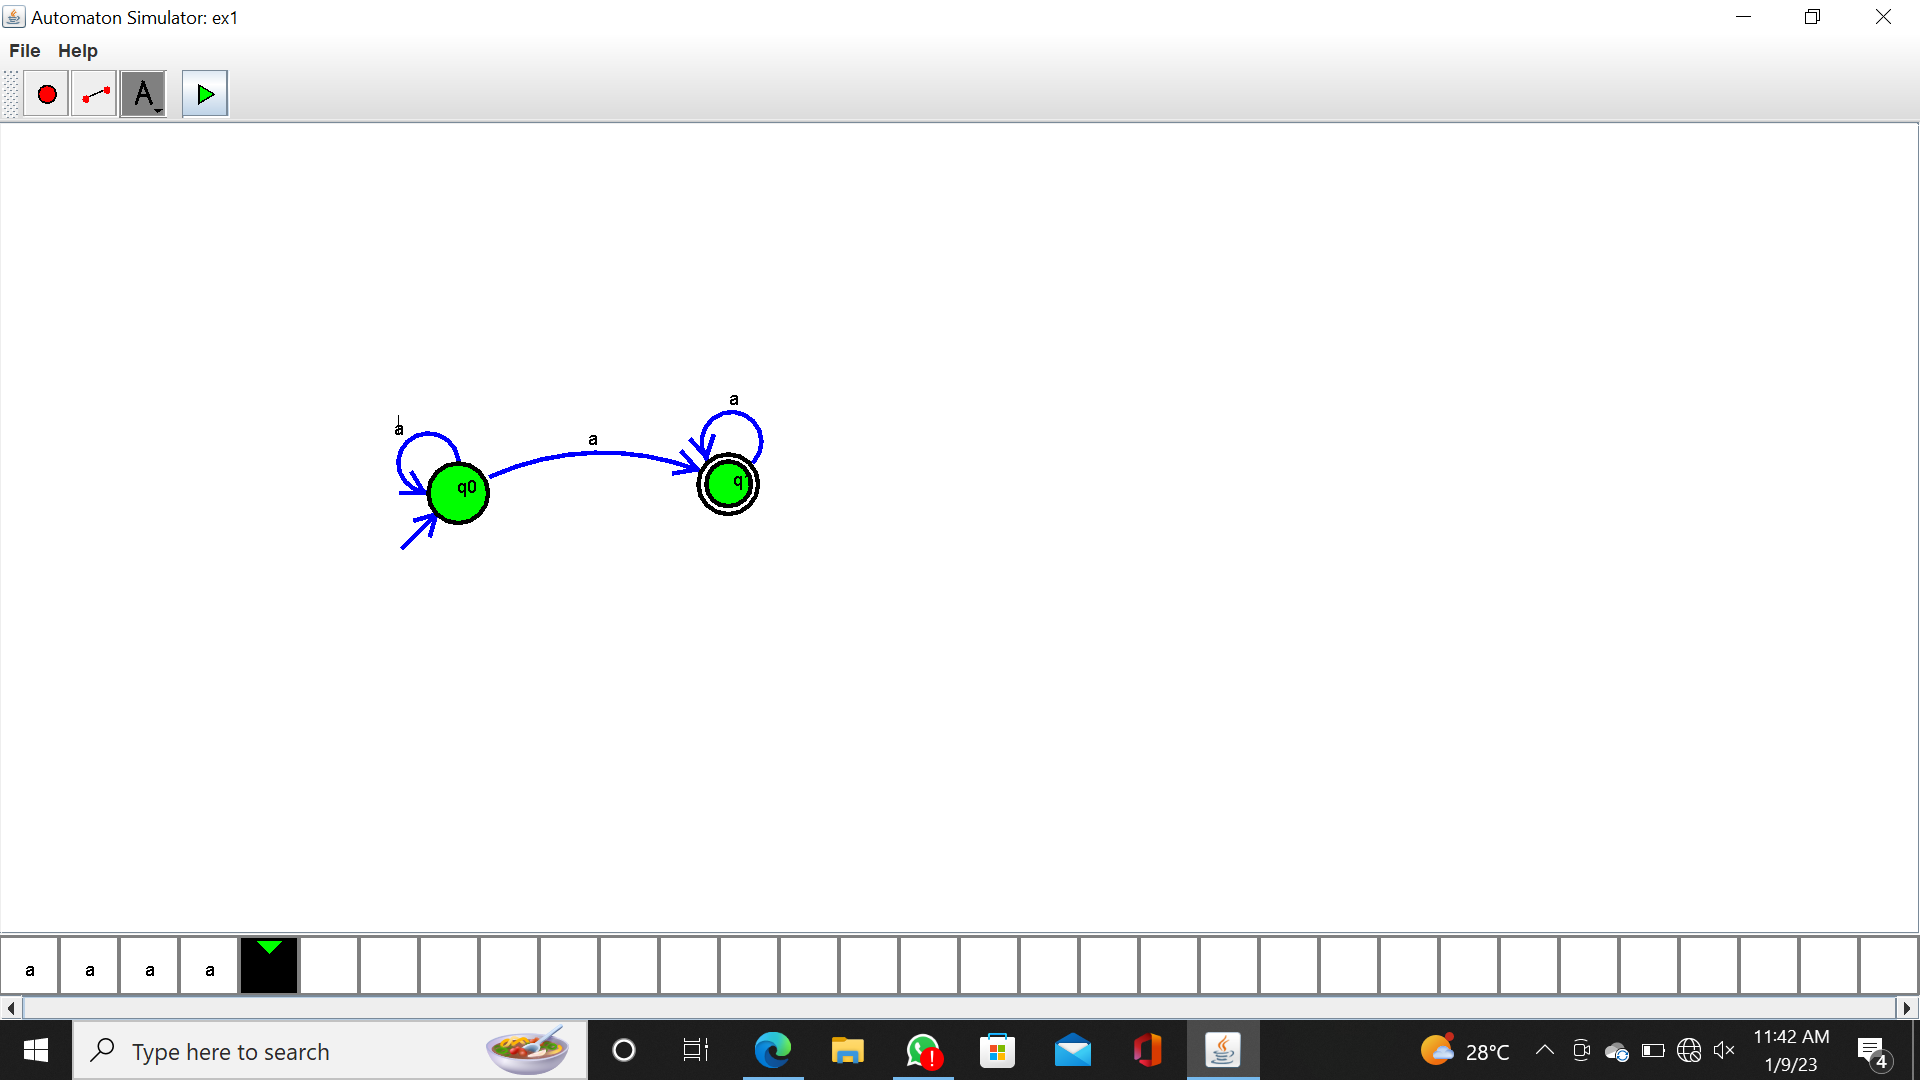 Automaton Simulator: ex1
File Help
A
a
a
a
q0
q
a a a a
Type here to search
28°C
11:42 AM
1/9/23
4